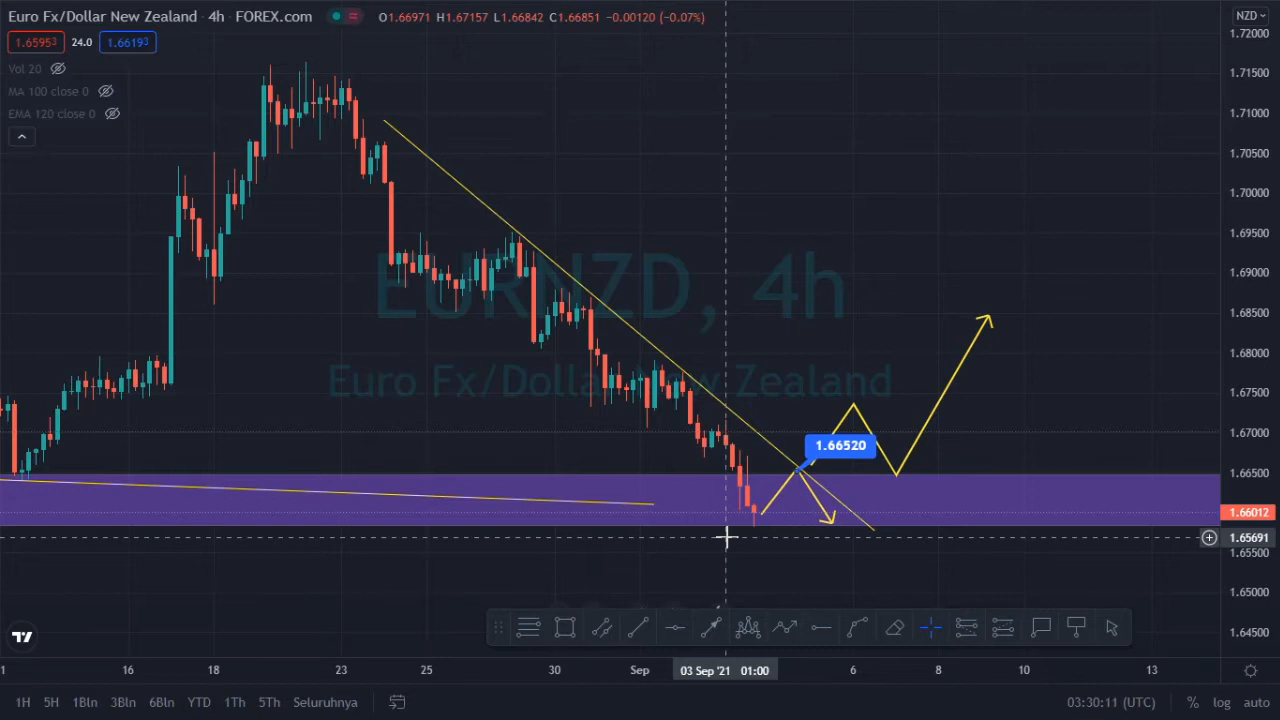 Euro Fx/Dollar New Zealand · 4h · FOREX.com
O1.66971 H1.67157 L1.66842 C1.66851 -0.00120 (-0.07%)
NZD
1.65953 24.0 1.66193
Vol 20
MA 100 close 0
EMA 120 close 0
EURNZD, 4h
Euro Fx/Dollar New Zealand
1.66520
1.72000
1.71500
1.71000
1.70500
1.70000
1.69500
1.69000
1.68500
1.68000
1.67500
1.67000
1.66500
1.66012
1.65691
1.65500
1.65000
1.64500
1 16 18 23 25 30 Sep 03 Sep '21 01:00 6 8 10 13
1H 5H 1Bln 3Bln 6Bln YTD 1Th 5Th Seluruhnya 03:30:11 (UTC) % log auto